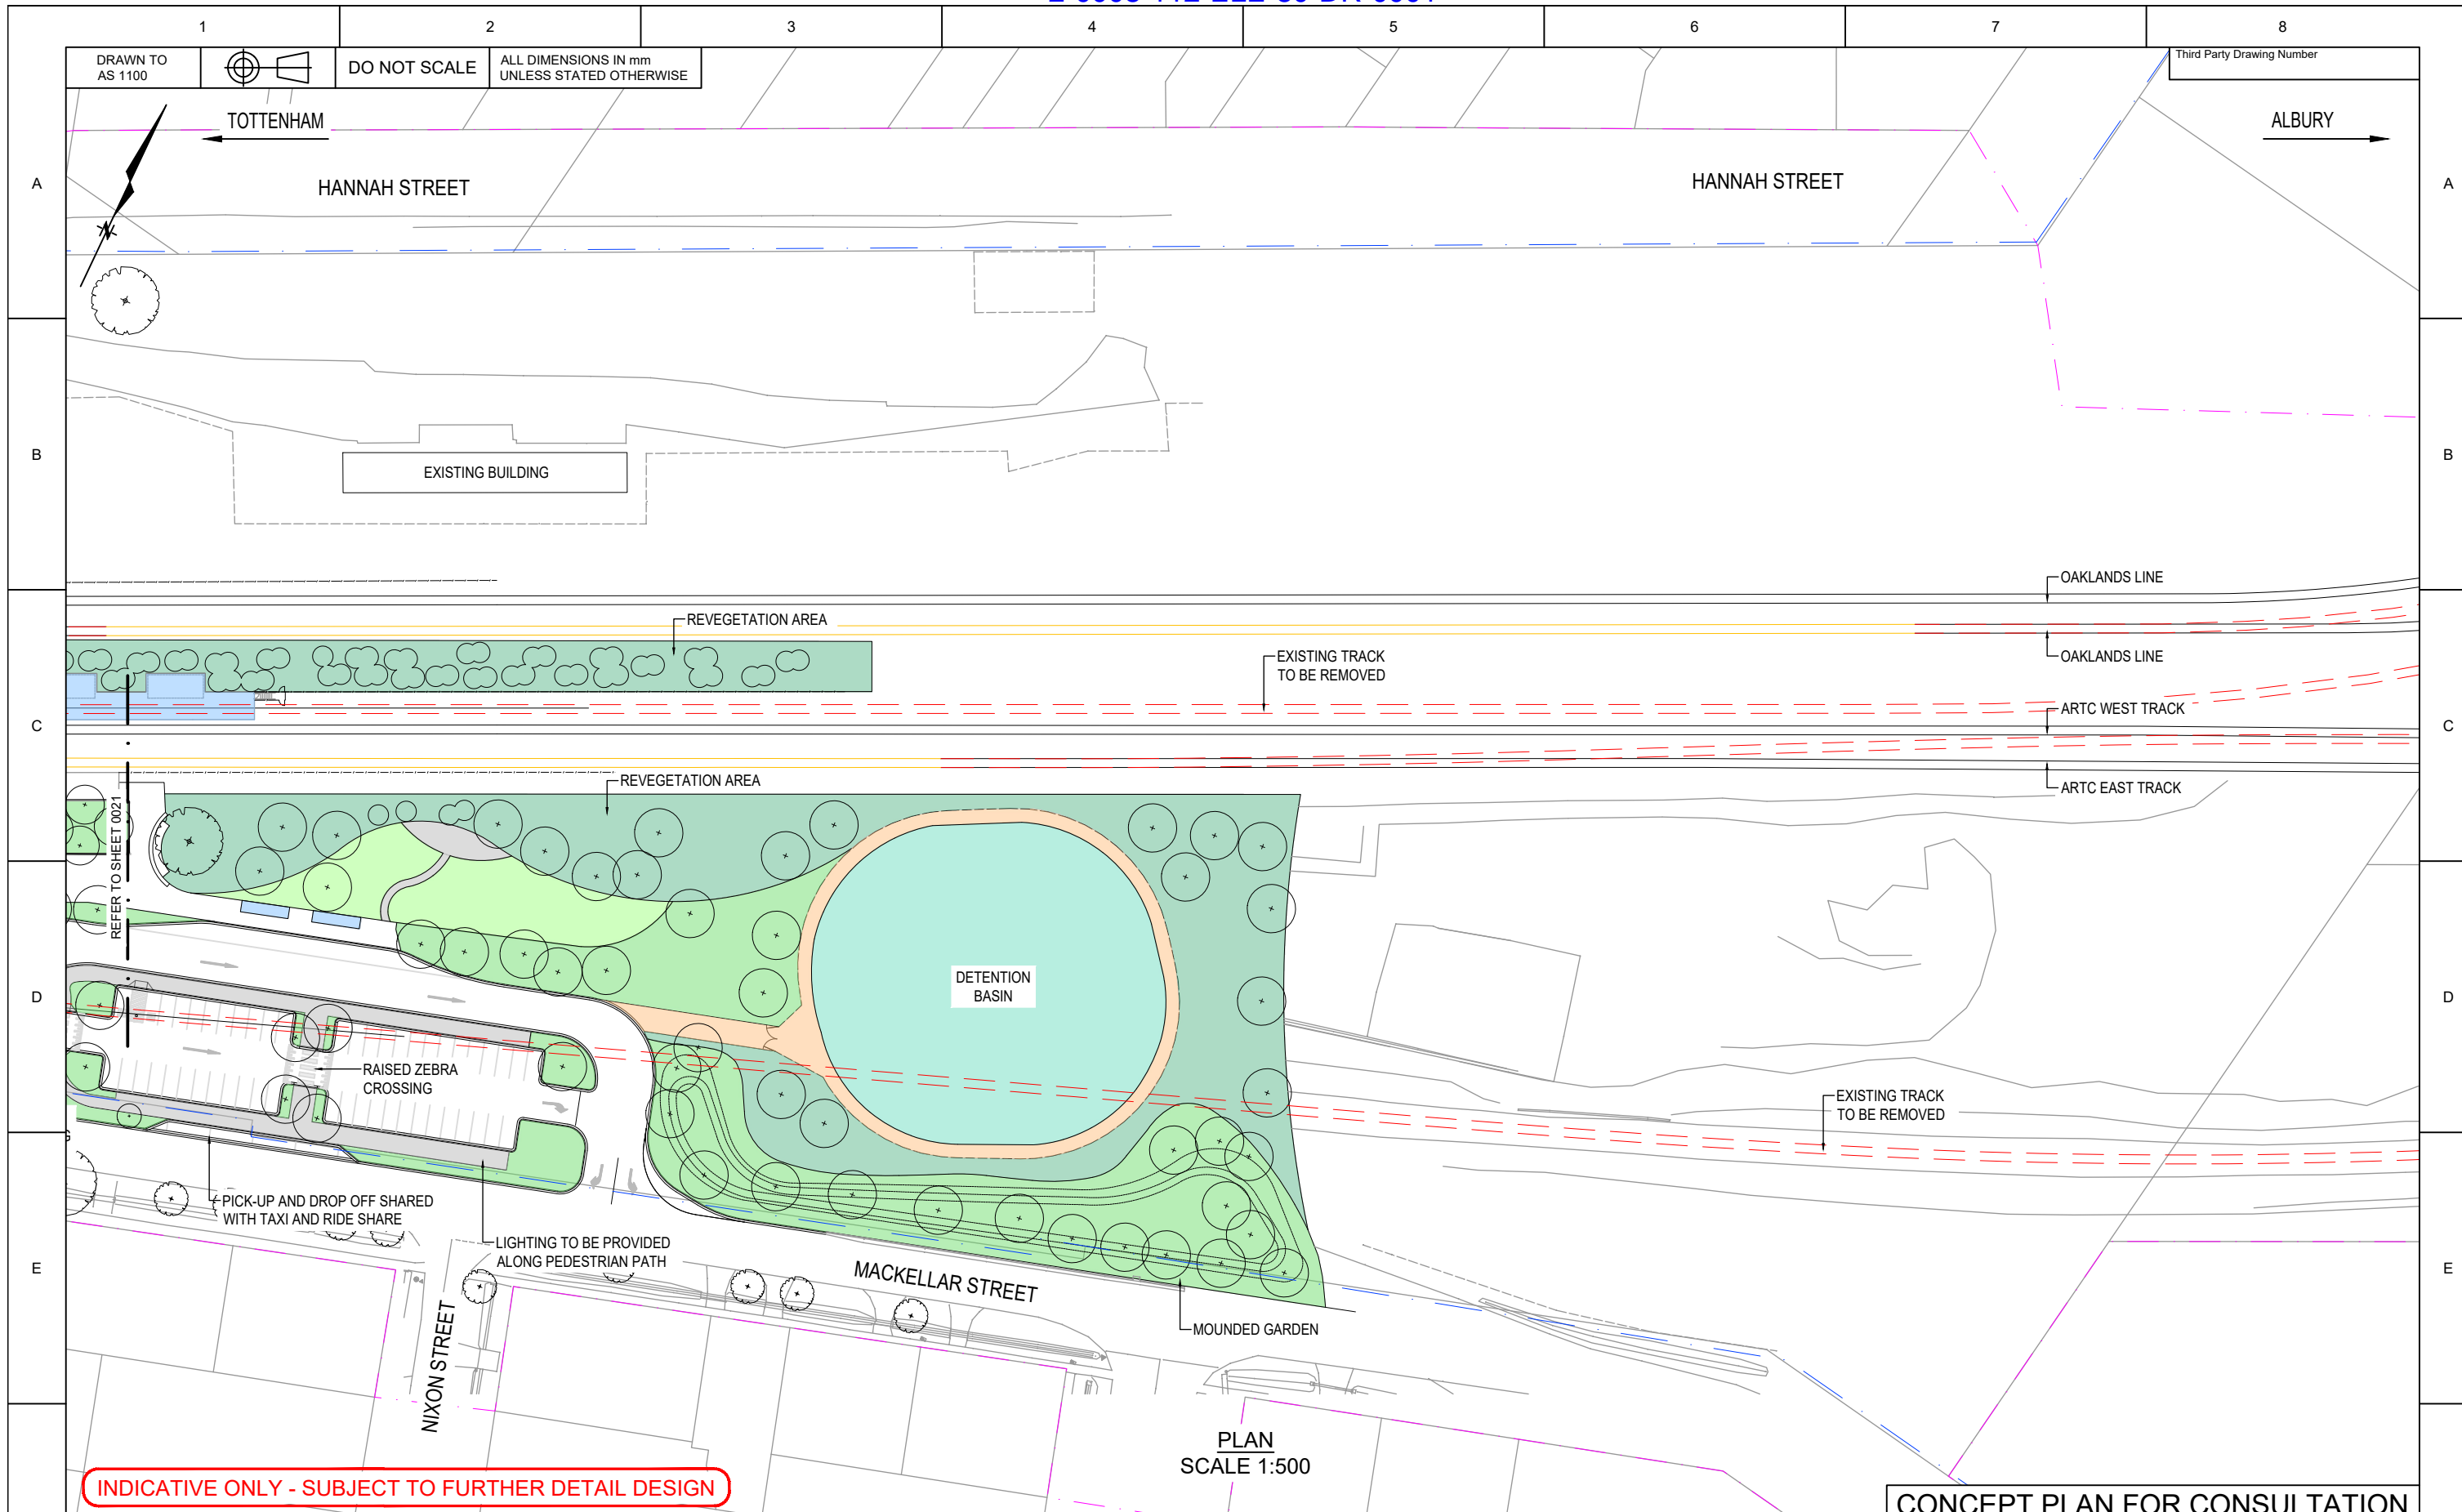 1 2 3 4 5 6 7 8
DRAWN TO
AS 1100
DO NOT SCALE
ALL DIMENSIONS IN mm
UNLESS STATED OTHERWISE
Third Party Drawing Number
TOTTENHAM
ALBURY
A
HANNAH STREET
HANNAH STREET
A
N
B
EXISTING BUILDING
B
OAKLANDS LINE
REVEGETATION AREA
EXISTING TRACK
TO BE REMOVED
OAKLANDS LINE
C
ARTC WEST TRACK
C
REVEGETATION AREA
ARTC EAST TRACK
REFER TO SHEET 0021
D
DETENTION
BASIN
D
RAISED ZEBRA
CROSSING
EXISTING TRACK
TO BE REMOVED
PICK-UP AND DROP OFF SHARED
WITH TAXI AND RIDE SHARE
LIGHTING TO BE PROVIDED
ALONG PEDESTRIAN PATH
E
MACKELLAR STREET
E
MOUNDED GARDEN
NIXON STREET
PLAN
SCALE 1:500
INDICATIVE ONLY - SUBJECT TO FURTHER DETAIL DESIGN
CONCEPT PLAN FOR CONSULTATION